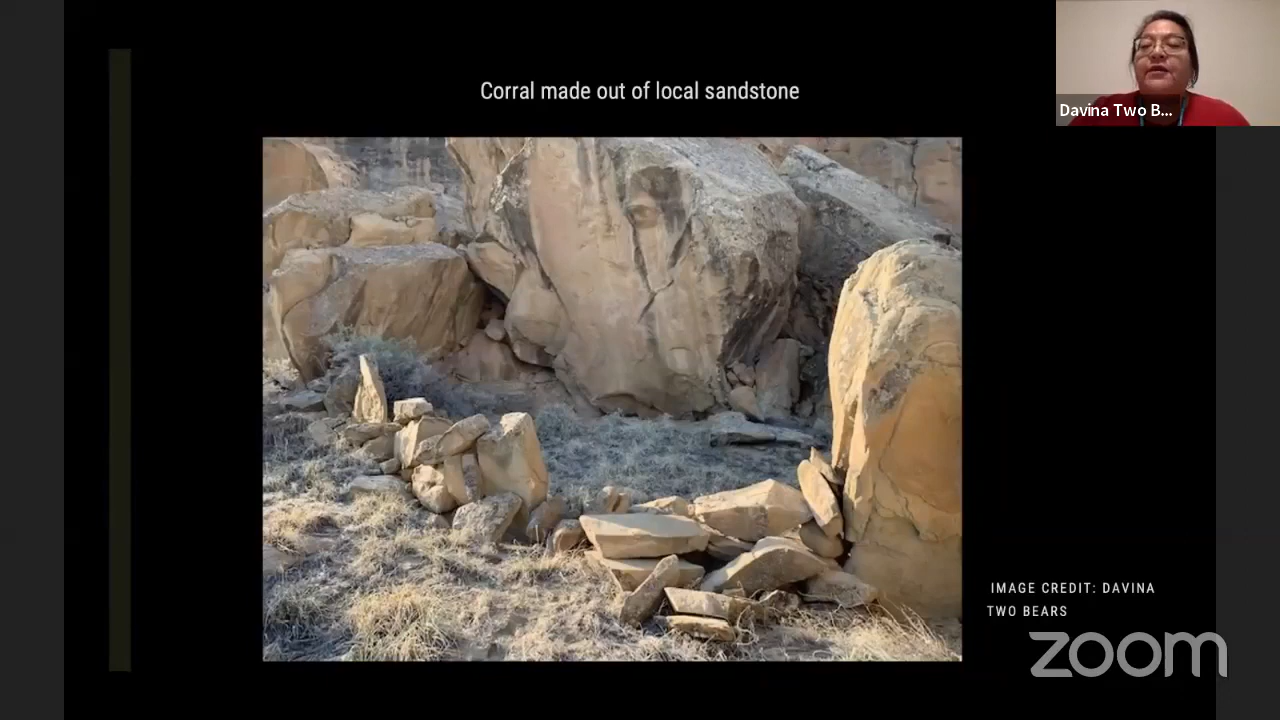 Corral made out of local sandstone
Davina Two B...
IMAGE CREDIT: DAVINA
TWO BEARS
zoom